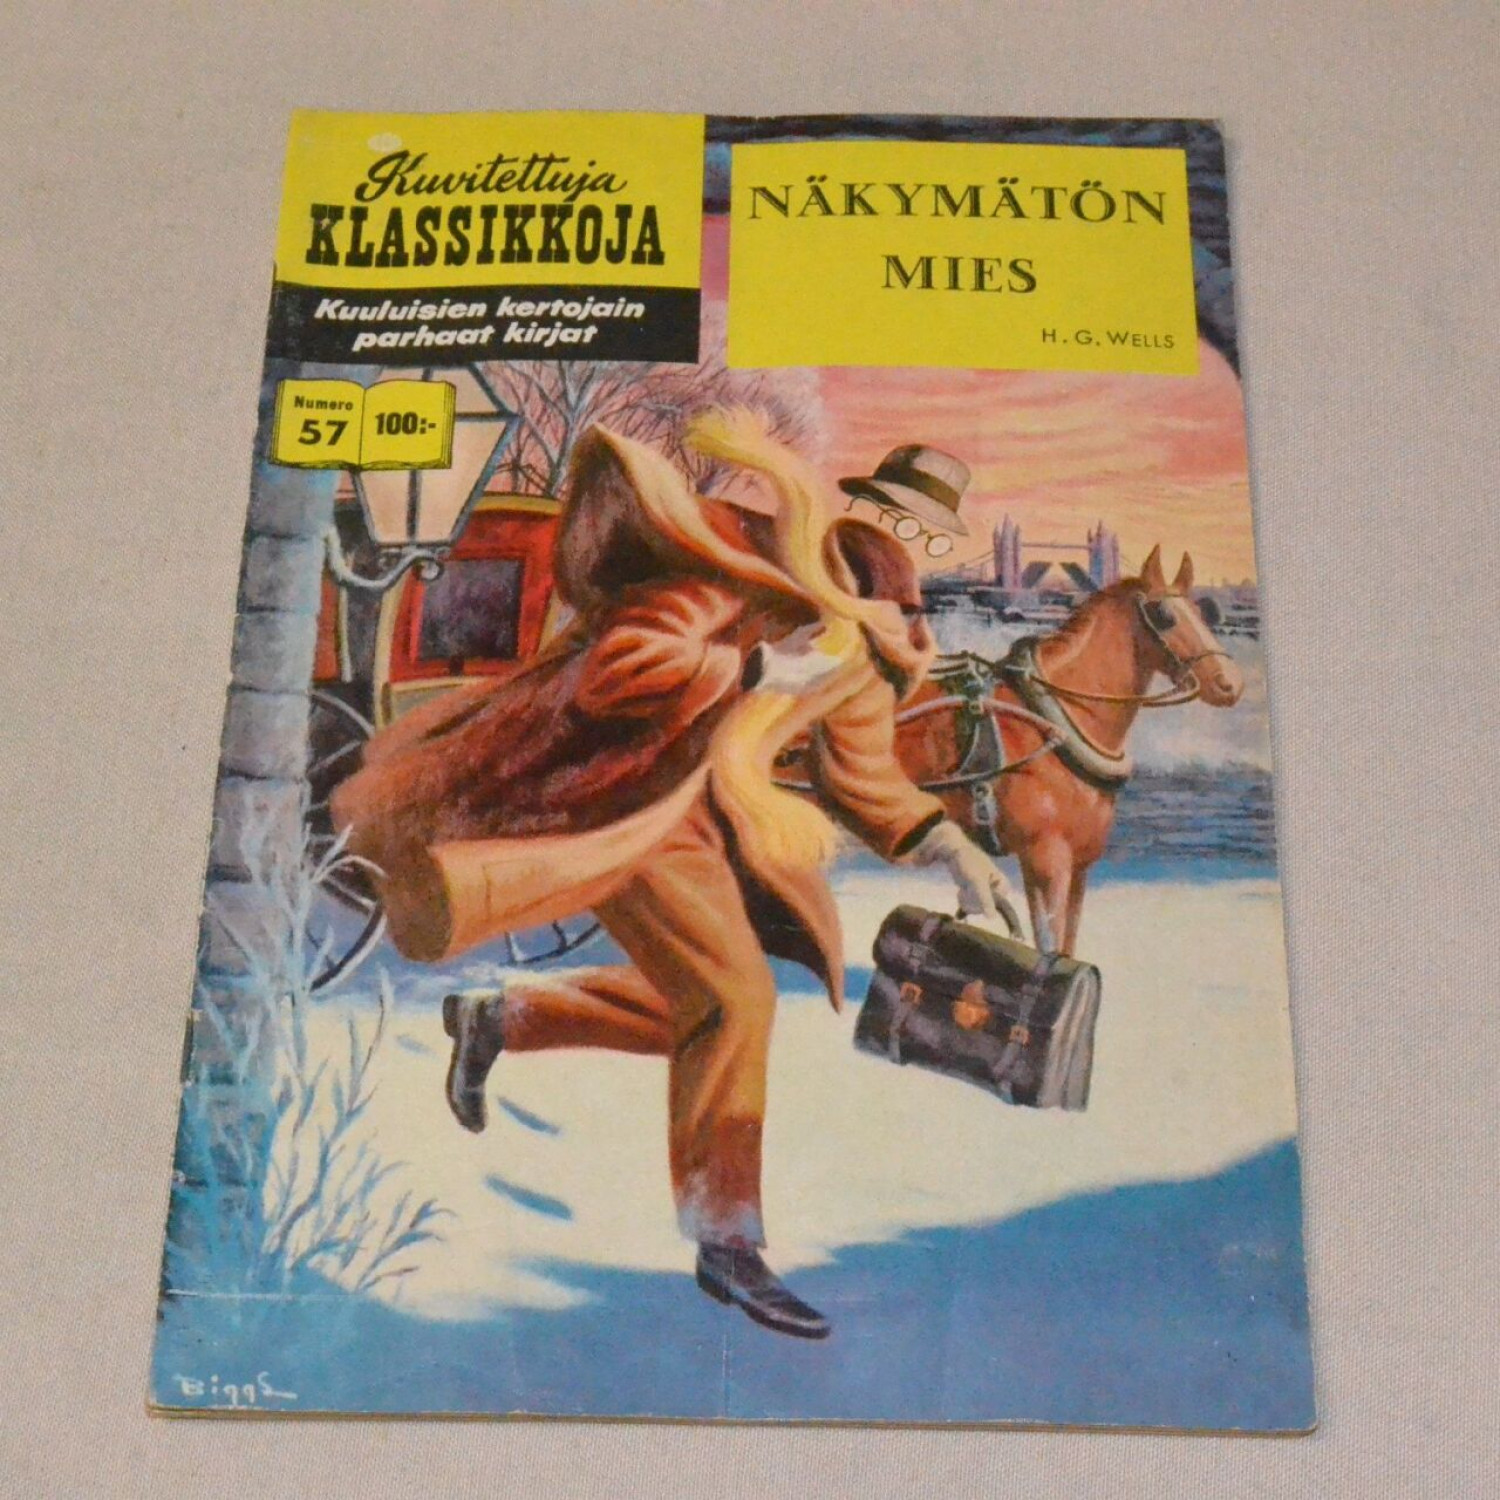 Kuvitettuja
KLASSIKKOJA
Kuuluisien kertojain
parhaat kirjat
Numero
57
100:-
NÄKYMÄTÖN
MIES
H. G. WELLS
Biggs